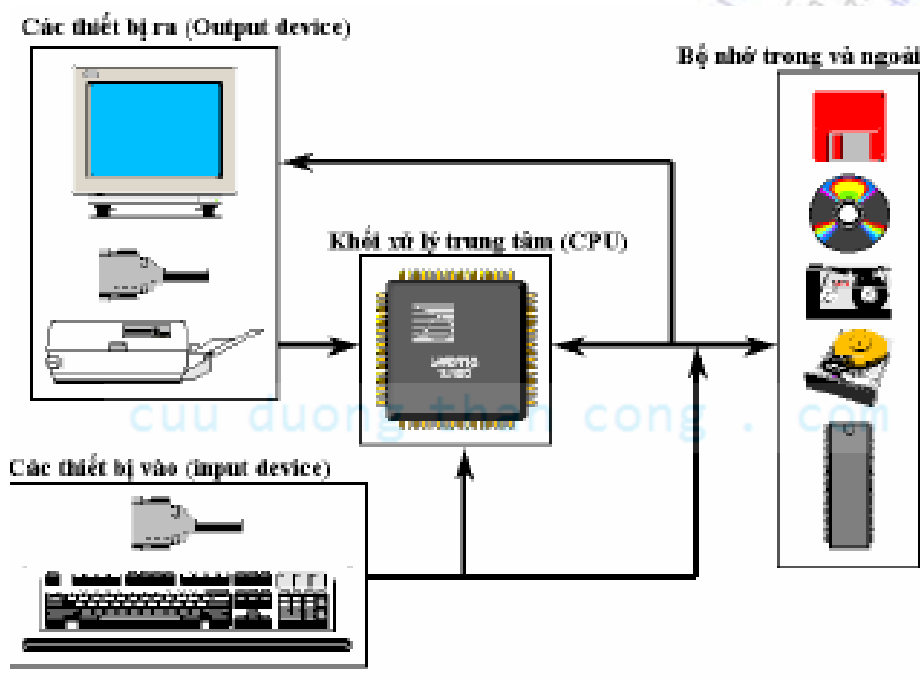 Các thiết bị ra (Output device)
Bộ nhớ trong và ngoài
Khối xử lý trung tâm (CPU)
cuu duong than cong . com
Các thiết bị vào (input device)